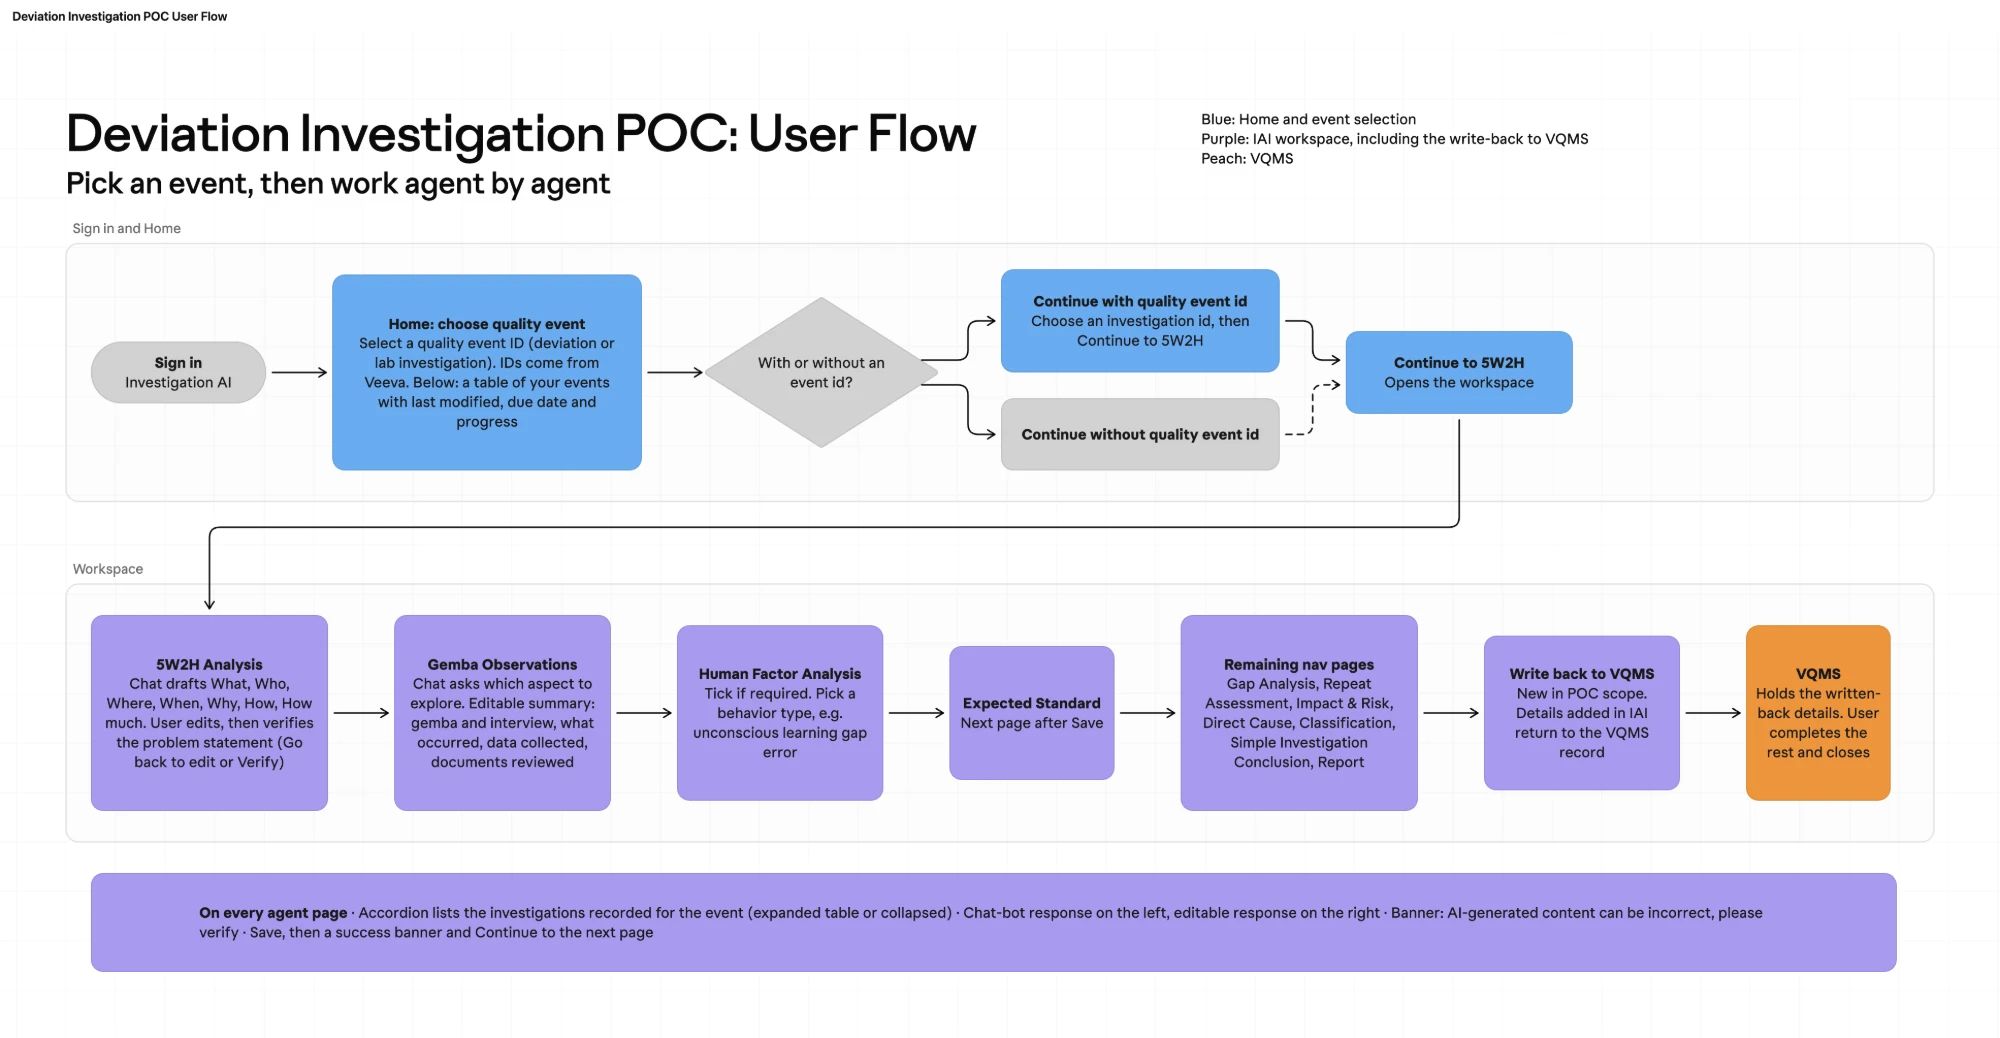 Deviation Investigation POC User Flow
Deviation Investigation POC: User Flow
Pick an event, then work agent by agent
Blue: Home and event selection
Purple: IAI workspace, including the write-back to VQMS
Peach: VQMS
Sign in and Home
Sign in
Investigation AI
Home: choose quality event
Select a quality event ID (deviation or
lab investigation). IDs come from
Veeva. Below: a table of your events
with last modified, due date and
progress
With or without an
event id?
Continue with quality event id
Choose an investigation id, then
Continue to 5W2H
Continue without quality event id
Continue to 5W2H
Opens the workspace
Workspace
5W2H Analysis
Chat drafts What, Who,
Where, When, Why, How, How
much. User edits, then verifies
the problem statement (Go
back to edit or Verify)
Gemba Observations
Chat asks which aspect to
explore. Editable summary:
gemba and interview, what
occurred, data collected,
documents reviewed
Human Factor Analysis
Tick if required. Pick a
behavior type, e.g.
unconscious learning gap
error
Expected Standard
Next page after Save
Remaining nav pages
Gap Analysis, Repeat
Assessment, Impact & Risk,
Direct Cause, Classification,
Simple Investigation
Conclusion, Report
Write back to VQMS
New in POC scope.
Details added in IAI
return to the VQMS
record
VQMS
Holds the written-
back details. User
completes the
rest and closes
On every agent page · Accordion lists the investigations recorded for the event (expanded table or collapsed) · Chat-bot response on the left, editable response on the right · Banner: AI-generated content can be incorrect, please
verify · Save, then a success banner and Continue to the next page